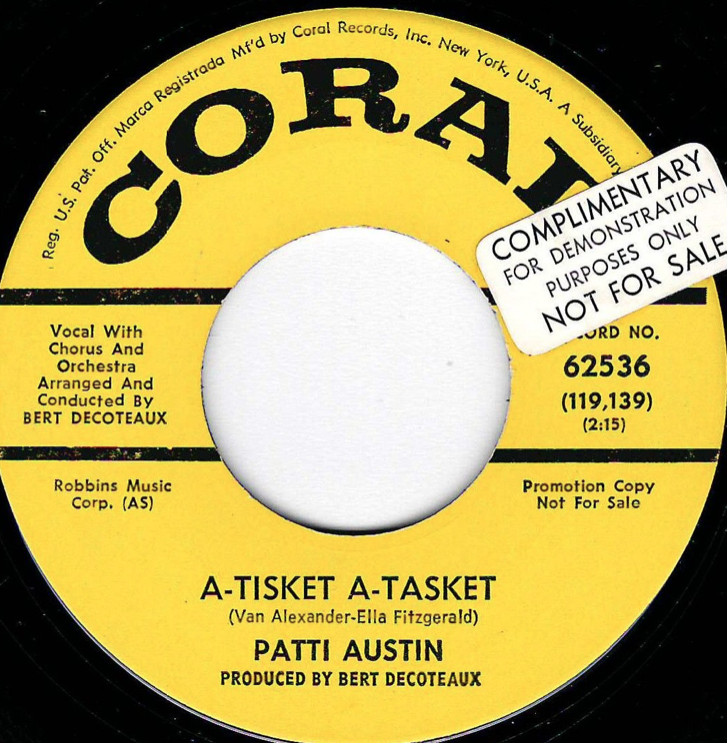 Reg. U.S. Pat. Off. Marca Registrada Mf'd by Coral Records, Inc. New York, U.S.A. A Subsidiary
CORAL
COMPLIMENTARY
FOR DEMONSTRATION
PURPOSES ONLY
NOT FOR SALE
Vocal With
Chorus And
Orchestra
Arranged And
Conducted By
BERT DECOTEAUX
NO.
62536
(119,139)
(2:15)
Robbins Music
Corp. (AS)
Promotion Copy
Not For Sale
A-TISKET A-TASKET
(Van Alexander-Ella Fitzgerald)
PATTI AUSTIN
PRODUCED BY BERT DECOTEAUX